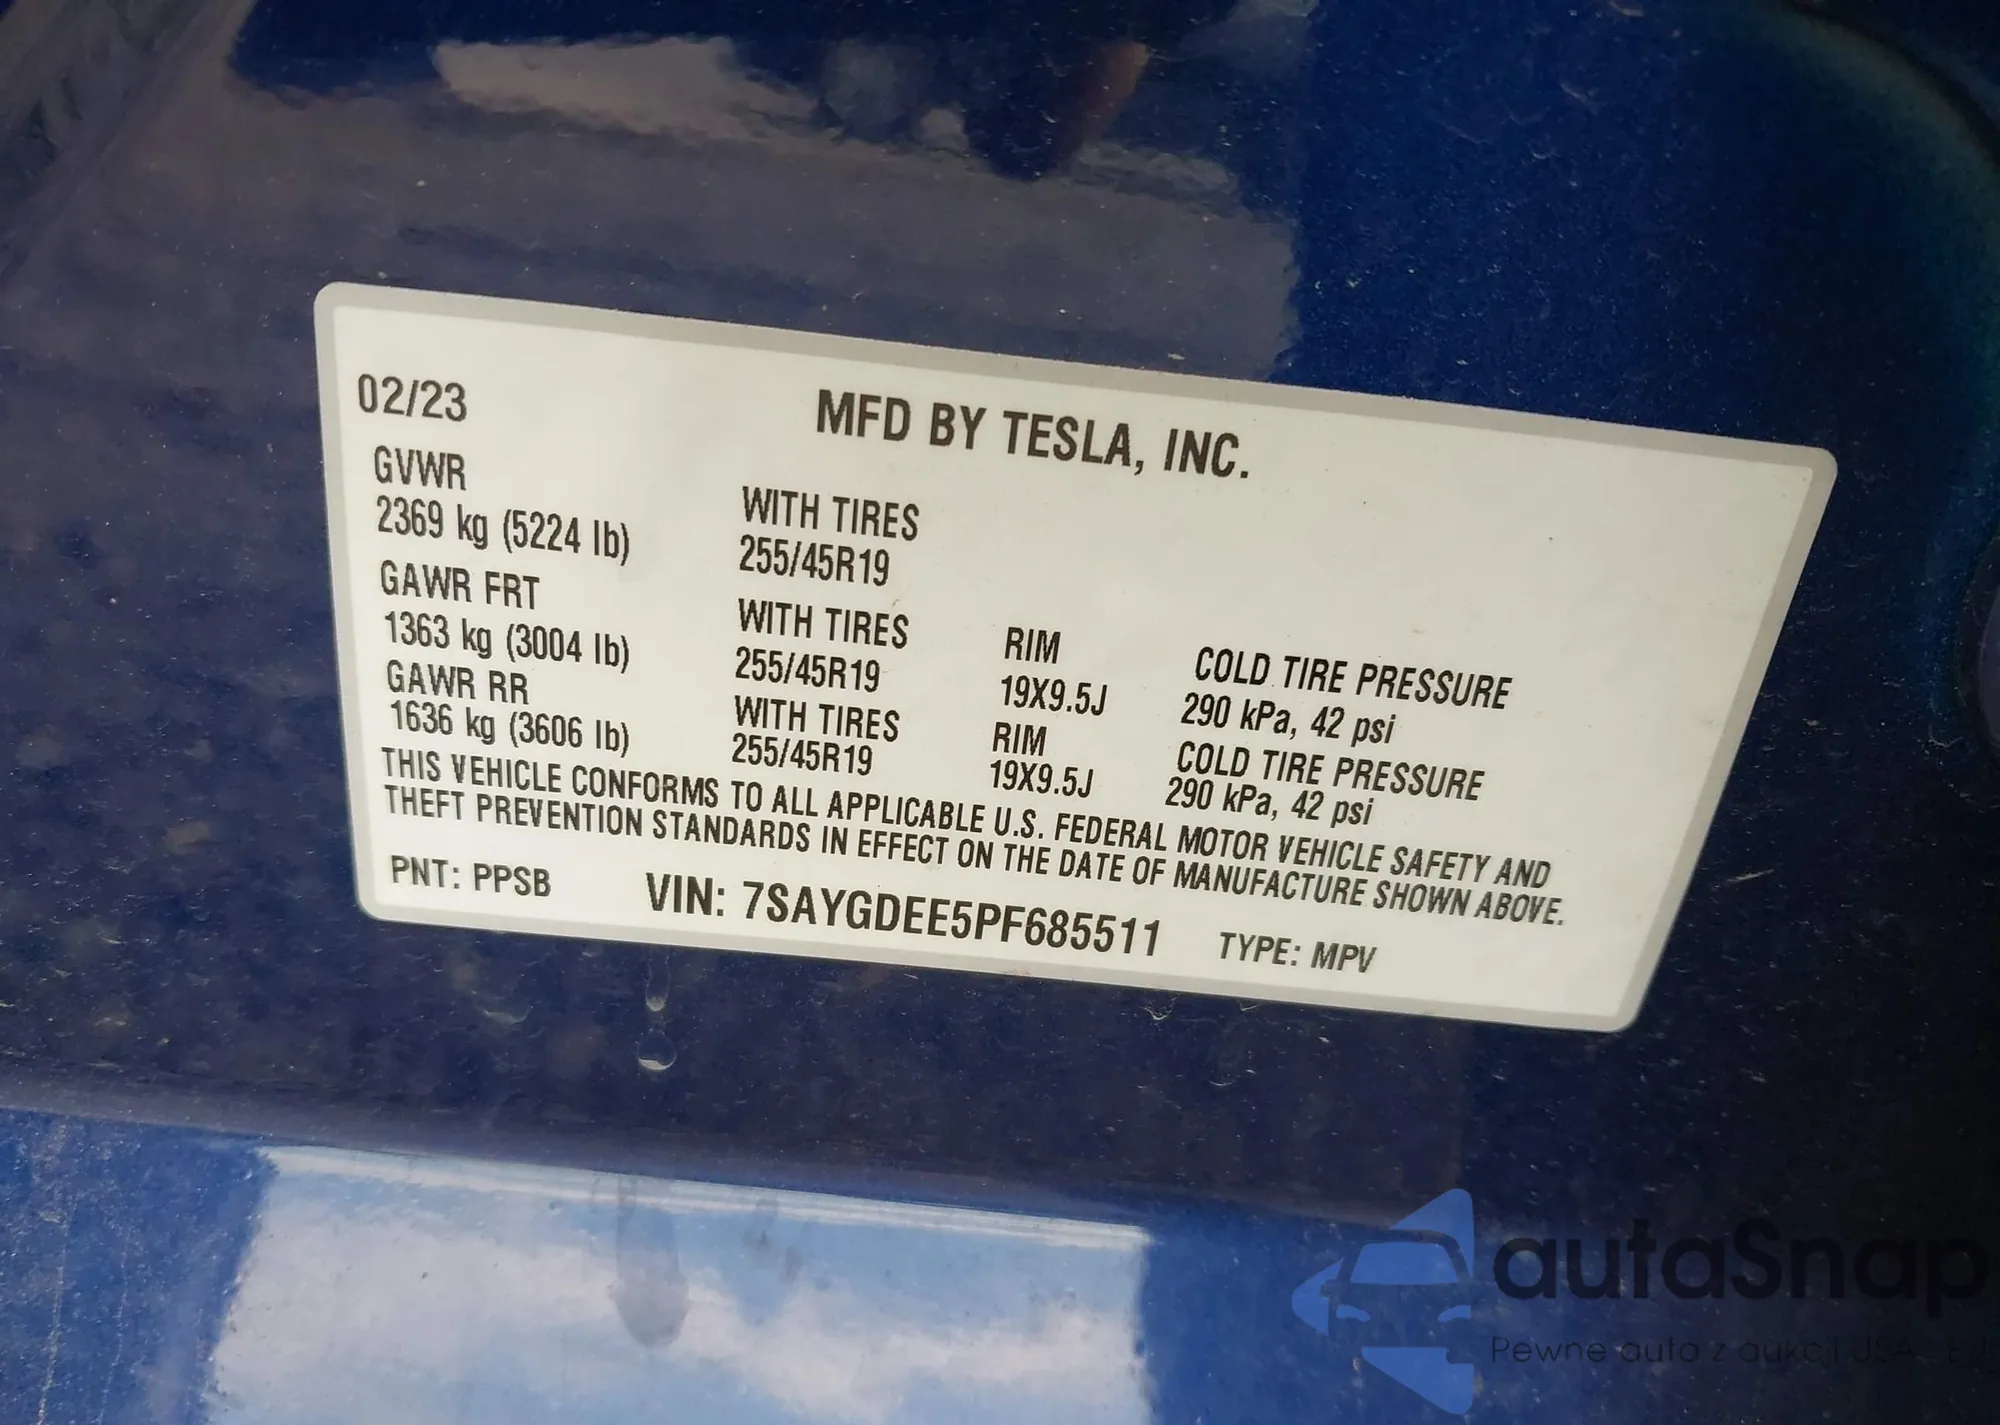 02/23
MFD BY TESLA, INC.
GVWR
2369 kg (5224 lb)
WITH TIRES
255/45R19
GAWR FRT
1363 kg (3004 lb)
WITH TIRES
255/45R19
RIM
19X9.5J
COLD TIRE PRESSURE
290 kPa, 42 psi
GAWR RR
1636 kg (3606 lb)
WITH TIRES
255/45R19
RIM
19X9.5J
COLD TIRE PRESSURE
290 kPa, 42 psi
THIS VEHICLE CONFORMS TO ALL APPLICABLE U.S. FEDERAL MOTOR VEHICLE SAFETY AND
THEFT PREVENTION STANDARDS IN EFFECT ON THE DATE OF MANUFACTURE SHOWN ABOVE.
PNT: PPSB
VIN: 7SAYGDEE5PF685511
TYPE: MPV
autaSnap
Pewne auto z aukcji USA